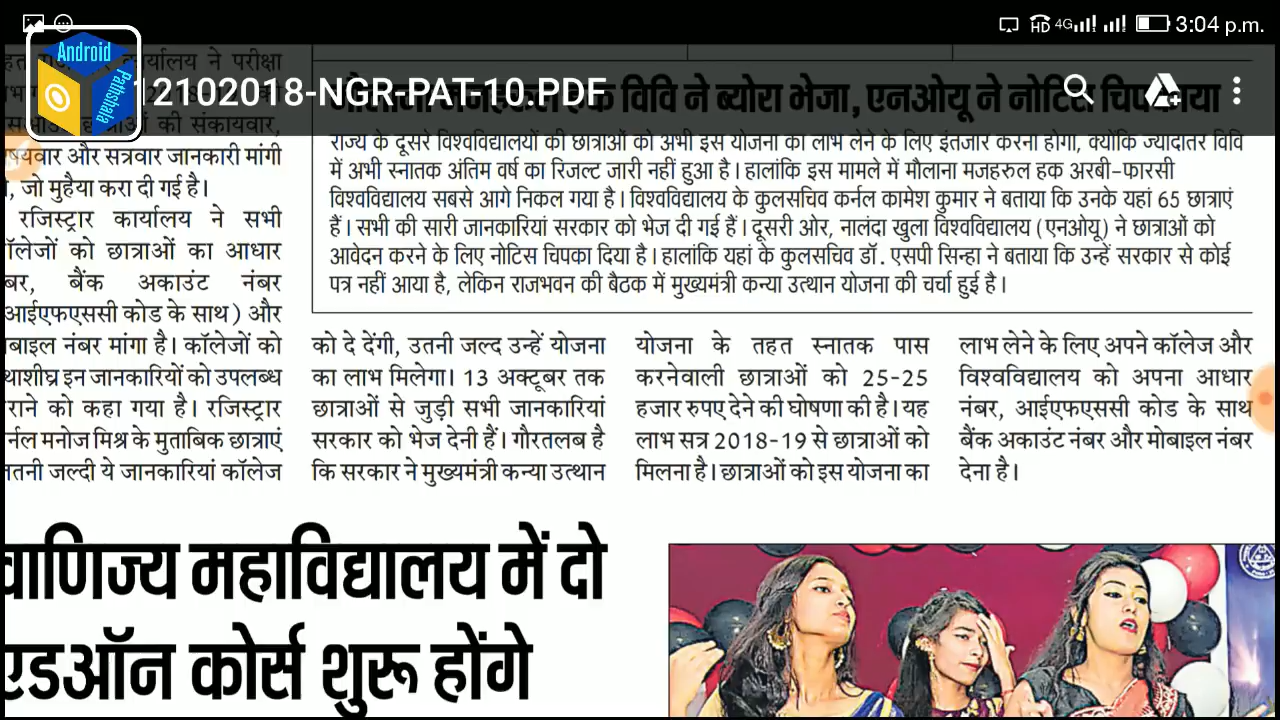 3:04 p.m.
4G
HD
Android
Pathshala
12102018-NGR-PAT-10.PDF
कार्यालय ने परीक्षा
की संकायवार,
और सत्रवार जानकारी मांगी
, जो मुहैया करा दी गई है।
रजिस्ट्रार कार्यालय ने सभी
ॉलेजों को छात्राओं का आधार
बर, बैंक अकाउंट नंबर
आईएफएससी कोड के साथ) और
बाइल नंबर मांगा है। कॉलेजों को
थाशीघ्र इन जानकारियों को उपलब्ध
राने को कहा गया है। रजिस्ट्रार
र्नल मनोज मिश्र के मुताबिक छात्राएं
तनी जल्दी ये जानकारियां कॉलेज
विवि ने ब्योरा भेजा, एनओयू ने नोटिस
राज्य के दूसरे विश्वविद्यालयों की छात्राओं को अभी इस योजना का लाभ लेने के लिए इंतजार करना होगा, क्योंकि ज्यादातर विवि
में अभी स्नातक अंतिम वर्ष का रिजल्ट जारी नहीं हुआ है। हालांकि इस मामले में मौलाना मजहरुल हक अरबी-फारसी
विश्वविद्यालय सबसे आगे निकल गया है। विश्वविद्यालय के कुलसचिव कर्नल कामेश कुमार ने बताया कि उनके यहां 65 छात्राएं
हैं। सभी की सारी जानकारियां सरकार को भेज दी गई हैं। दूसरी ओर, नालंदा खुला विश्वविद्यालय (एनओयू) ने छात्राओं को
आवेदन करने के लिए नोटिस चिपका दिया है। हालांकि यहां के कुलसचिव डॉ. एसपी सिन्हा ने बताया कि उन्हें सरकार से कोई
पत्र नहीं आया है, लेकिन राजभवन की बैठक में मुख्यमंत्री कन्या उत्थान योजना की चर्चा हुई है।
को दे देंगी, उतनी जल्द उन्हें योजना
का लाभ मिलेगा। 13 अक्टूबर तक
छात्राओं से जुड़ी सभी जानकारियां
सरकार को भेज देनी हैं। गौरतलब है
कि सरकार ने मुख्यमंत्री कन्या उत्थान
योजना के तहत स्नातक पास
करनेवाली छात्राओं को 25-25
हजार रुपए देने की घोषणा की है। यह
लाभ सत्र 2018-19 से छात्राओं को
मिलना है। छात्राओं को इस योजना का
लाभ लेने के लिए अपने कॉलेज और
विश्वविद्यालय को अपना आधार
नंबर, आईएफएससी कोड के साथ
बैंक अकाउंट नंबर और मोबाइल नंबर
देना है।
वाणिज्य महाविद्यालय में दो
एडऑन कोर्स शुरू होंगे